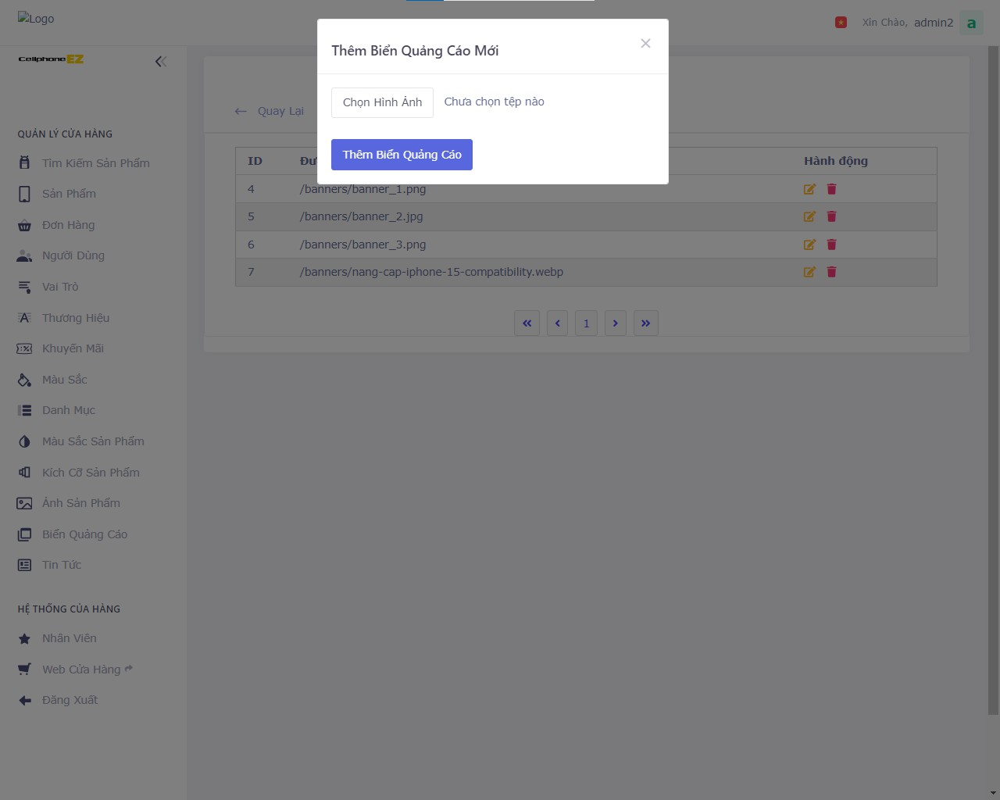 Logo
Xin Chào, admin2 a
CellphoneEZ
Thêm Biển Quảng Cáo Mới
Chọn Hình Ảnh Chưa chọn tệp nào
Thêm Biển Quảng Cáo
Quay Lại
ID Hành động
4 /banners/banner_1.png
5 /banners/banner_2.jpg
6 /banners/banner_3.png
7 /banners/nang-cap-iphone-15-compatibility.webp
1
QUẢN LÝ CỬA HÀNG
Tìm Kiếm Sản Phẩm
Sản Phẩm
Đơn Hàng
Người Dùng
Vai Trò
Thương Hiệu
Khuyến Mãi
Màu Sắc
Danh Mục
Màu Sắc Sản Phẩm
Kích Cỡ Sản Phẩm
Ảnh Sản Phẩm
Biển Quảng Cáo
Tin Tức
HỆ THỐNG CỦA HÀNG
Nhân Viên
Web Cửa Hàng
Đăng Xuất